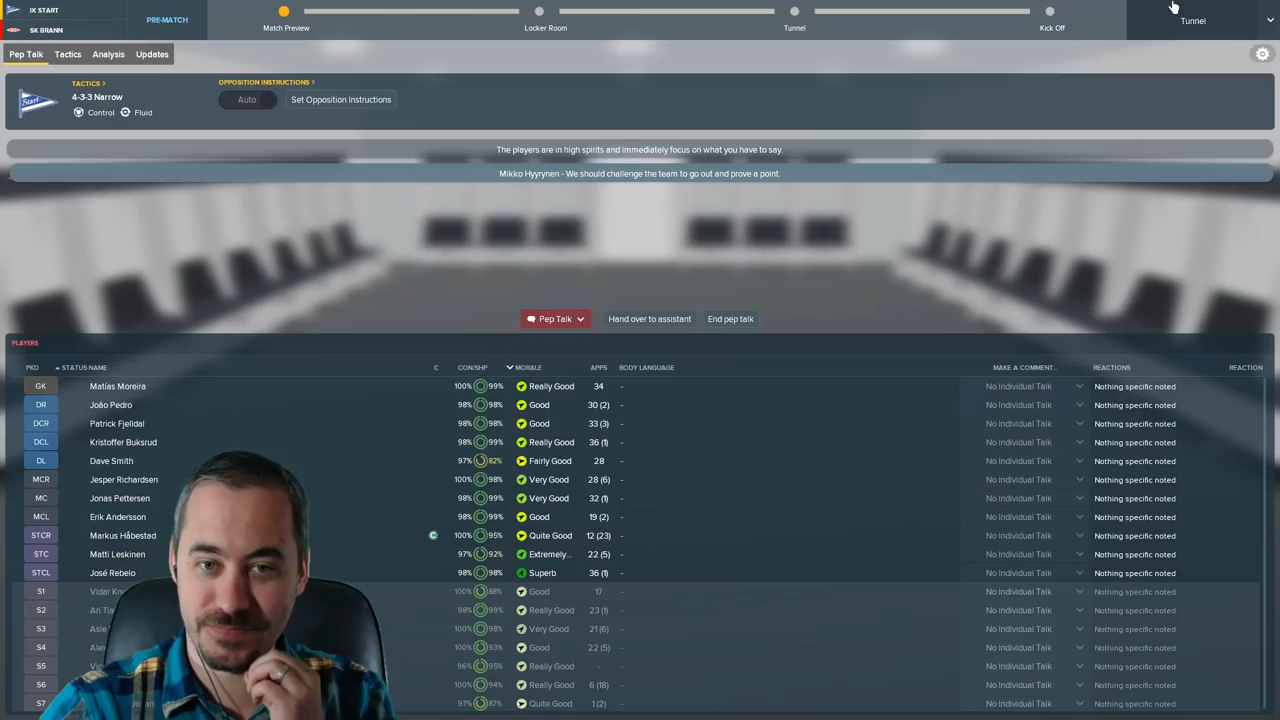 IK START
SK BRANN
PRE-MATCH
Match Preview
Locker Room
Tunnel
Kick Off
Tunnel
Pep Talk Tactics Analysis Updates
Start
TACTICS >
4-3-3 Narrow
Control Fluid
OPPOSITION INSTRUCTIONS >
Auto Set Opposition Instructions
The players are in high spirits and immediately focus on what you have to say.
Mikko Hyyrynen - We should challenge the team to go out and prove a point.
Pep Talk Hand over to assistant End pep talk
PLAYERS
PKD STATUS NAME C CON/SHP MORALE APPS BODY LANGUAGE MAKE A COMMENT... REACTIONS REACTION
GK Matías Moreira 100% 99% Really Good 34 - No Individual Talk Nothing specific noted
DR João Pedro 98% 98% Good 30 (2) - No Individual Talk Nothing specific noted
DCR Patrick Fjelldal 98% 98% Good 33 (3) - No Individual Talk Nothing specific noted
DCL Kristoffer Buksrud 98% 99% Really Good 36 (1) - No Individual Talk Nothing specific noted
DL Dave Smith 97% 82% Fairly Good 28 - No Individual Talk Nothing specific noted
MCR Jesper Richardsen 100% 98% Very Good 28 (6) - No Individual Talk Nothing specific noted
MC Jonas Pettersen 98% 99% Very Good 32 (1) - No Individual Talk Nothing specific noted
MCL Erik Andersson 98% 99% Good 19 (2) - No Individual Talk Nothing specific noted
STCR Markus Håbestad C 100% 95% Quite Good 12 (23) - No Individual Talk Nothing specific noted
STC Matti Leskinen 97% 92% Extremely... 22 (5) - No Individual Talk Nothing specific noted
STCL José Rebelo 98% 98% Superb 36 (1) - No Individual Talk Nothing specific noted
S1 Vidar 100% 88% Good 17 - No Individual Talk Nothing specific noted
S2 Ari 98% 99% Really Good 23 (1) - No Individual Talk Nothing specific noted
S3 Asle 100% 98% Very Good 21 (6) - No Individual Talk Nothing specific noted
S4 100% 93% Good 22 (5) - No Individual Talk Nothing specific noted
S5 96% 95% Really Good - - No Individual Talk Nothing specific noted
S6 100% 94% Really Good 6 (18) - No Individual Talk Nothing specific noted
S7 97% 87% Quite Good 1 (2) - No Individual Talk Nothing specific noted